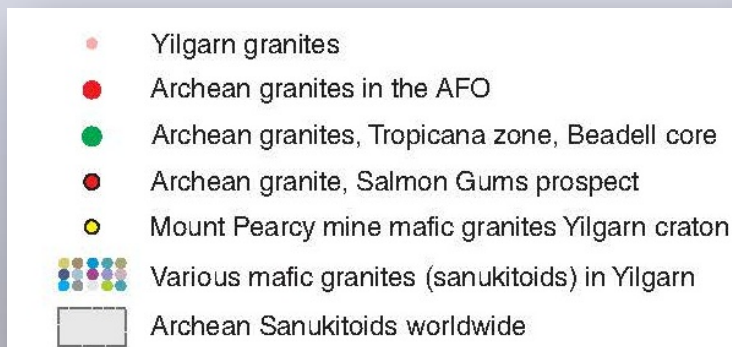 Yilgarn granites
Archean granites in the AFO
Archean granites, Tropicana zone, Beadell core
Archean granite, Salmon Gums prospect
Mount Pearcy mine mafic granites Yilgarn craton
Various mafic granites (sanukitoids) in Yilgarn
Archean Sanukitoids worldwide